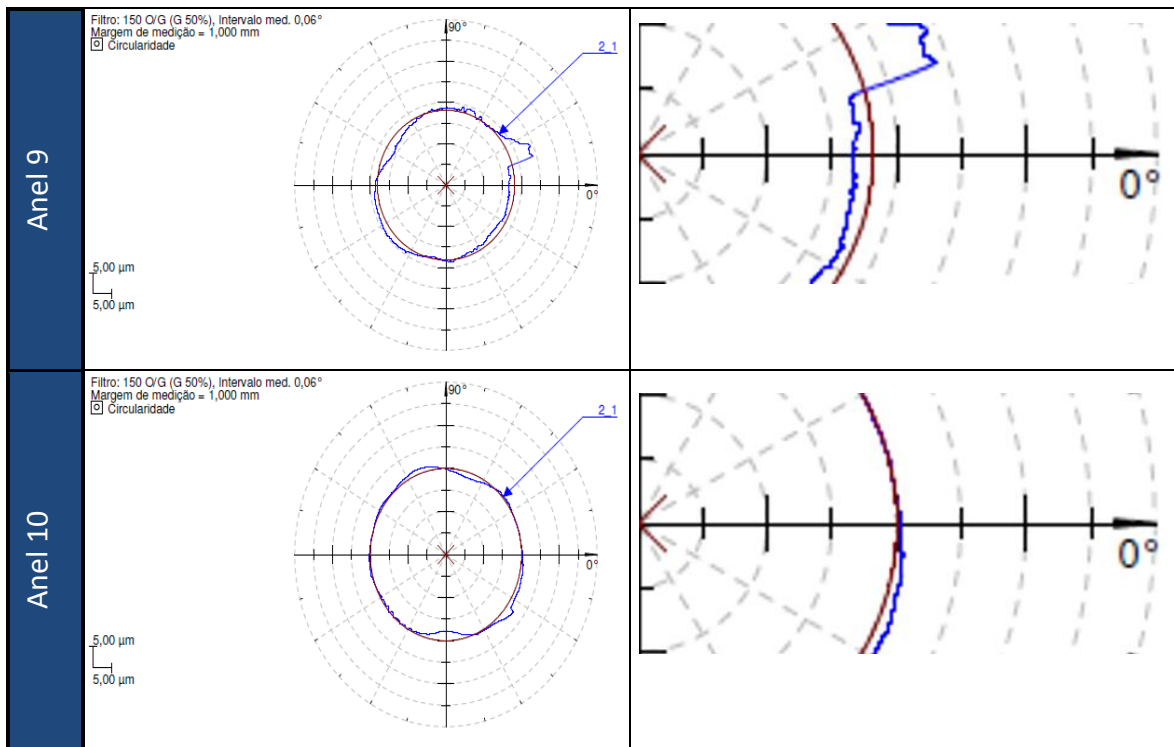 Anel 9
Filtro: 150 O/G (G 50%), Intervalo med. 0,06°
Margem de medição = 1,000 mm
Circularidade
90°
2_1
0°
5,00 µm
5,00 µm
0°
Anel 10
Filtro: 150 O/G (G 50%), Intervalo med. 0,06°
Margem de medição = 1,000 mm
Circularidade
90°
2_1
0°
5,00 µm
5,00 µm
0°